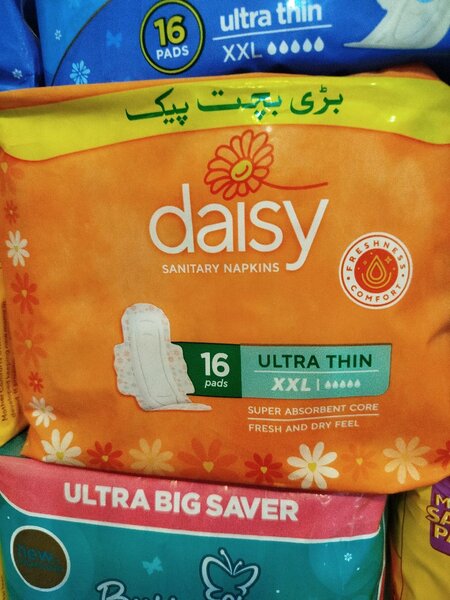 16
PADS
ultra thin
XXL
بڑی بچت پیک
daisy
SANITARY NAPKINS
FRESHNESS
COMFORT
16
pads
ULTRA THIN
XXL
SUPER ABSORBENT CORE
FRESH AND DRY FEEL
ULTRA BIG SAVER
new